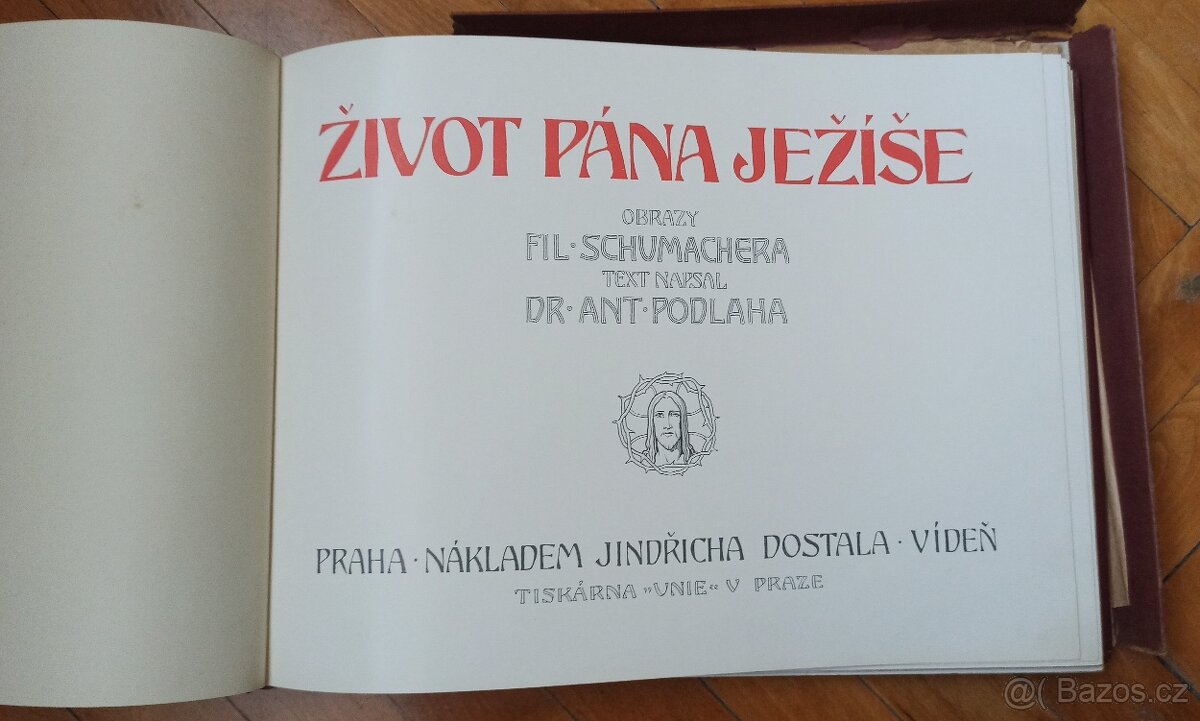 ŽIVOT PÁNA JEŽÍŠE
OBRAZY
FIL· SCHUMACHERA
TEXT NAPSAL
DR· ANT· PODLAHA
PRAHA · NÁKLADEM JINDŘICHA DOSTALA · VÍDEŇ
TISKÁRNA „UNIE“ V PRAZE
@( Bazos.cz